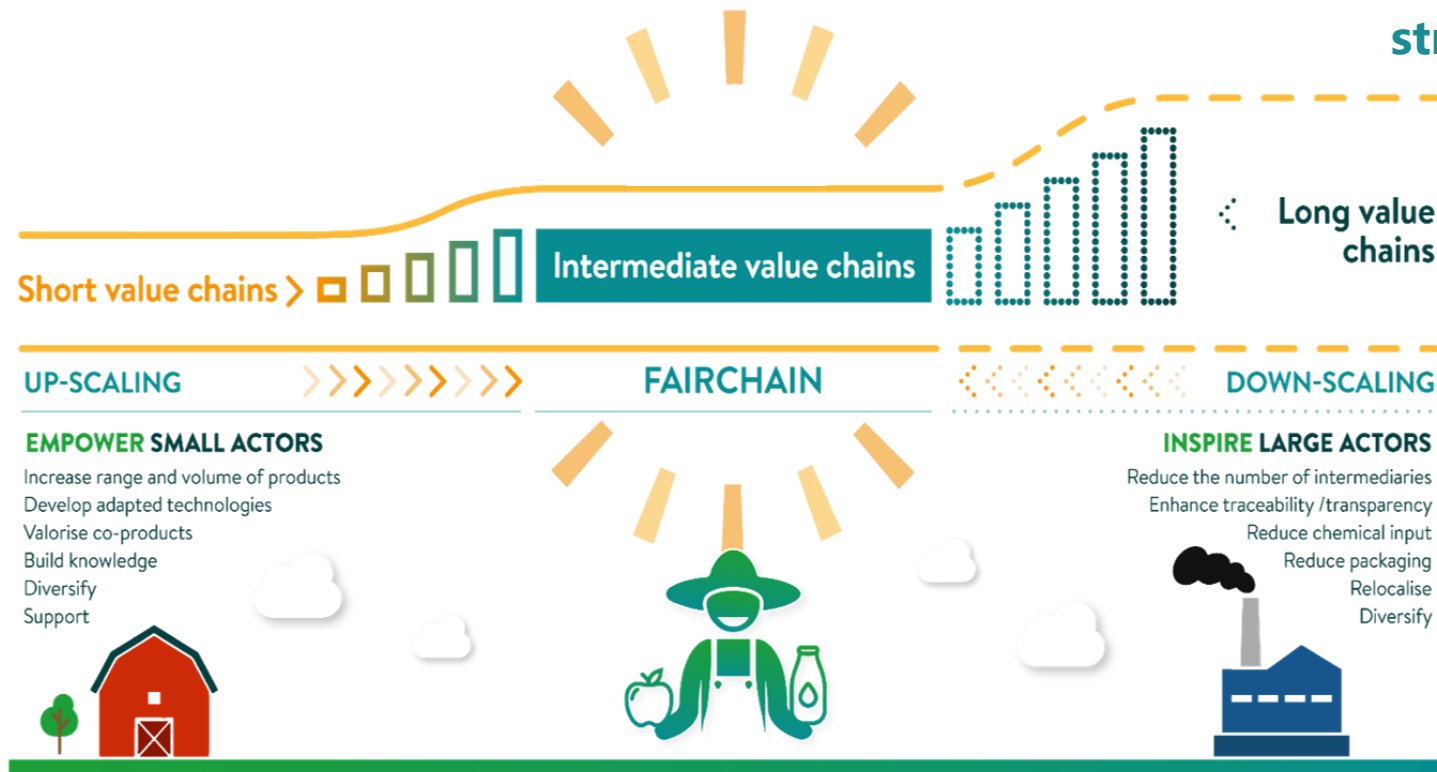 Short value chains
Intermediate value chains
Long value
chains
UP-SCALING
FAIRCHAIN
DOWN-SCALING
EMPOWER SMALL ACTORS
Increase range and volume of products
Develop adapted technologies
Valorise co-products
Build knowledge
Diversify
Support
INSPIRE LARGE ACTORS
Reduce the number of intermediaries
Enhance traceability /transparency
Reduce chemical input
Reduce packaging
Relocalise
Diversify